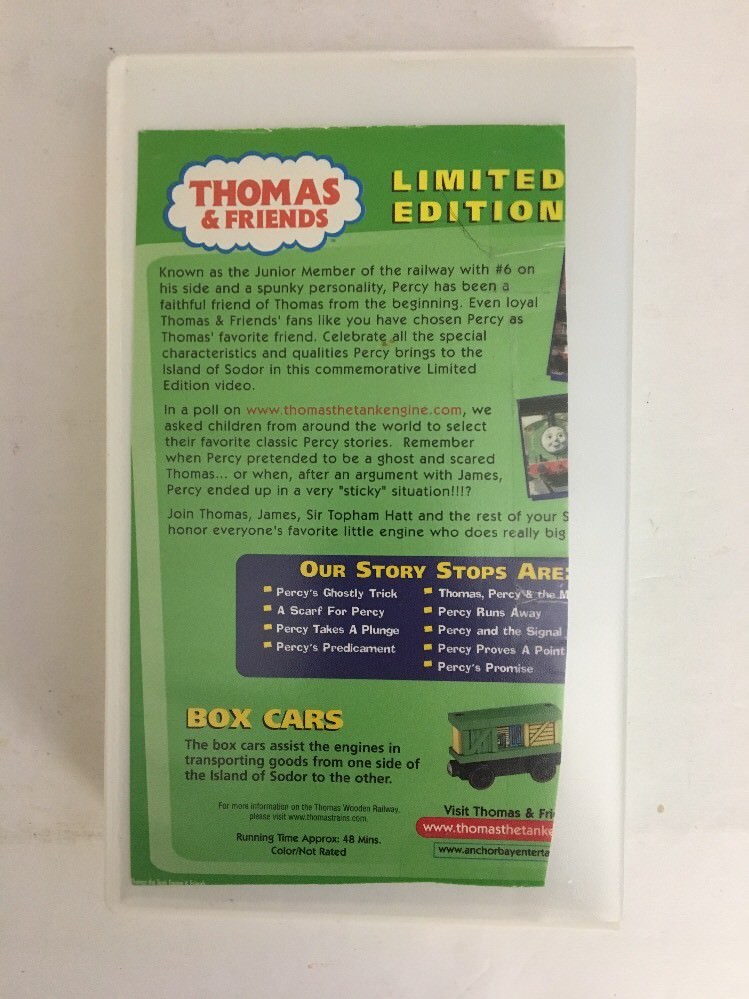 THOMAS
& FRIENDS
LIMITED
EDITION
Known as the Junior Member of the railway with #6 on
his side and a spunky personality, Percy has been a
faithful friend of Thomas from the beginning. Even loyal
Thomas & Friends' fans like you have chosen Percy as
Thomas' favorite friend. Celebrate all the special
characteristics and qualities Percy brings to the
Island of Sodor in this commemorative Limited
Edition video.
In a poll on www.thomasthetankengine.com, we
asked children from around the world to select
their favorite classic Percy stories. Remember
when Percy pretended to be a ghost and scared
Thomas... or when, after an argument with James,
Percy ended up in a very "sticky" situation!!!?
Join Thomas, James, Sir Topham Hatt and the rest of your S
honor everyone's favorite little engine who does really big
OUR STORY STOPS ARE:
Percy's Ghostly Trick
A Scarf For Percy
Percy Takes A Plunge
Percy's Predicament
Thomas, Percy & the M
Percy Runs Away
Percy and the Signal
Percy Proves A Point
Percy's Promise
BOX CARS
The box cars assist the engines in
transporting goods from one side of
the Island of Sodor to the other.
For more information on the Thomas Wooden Railway,
please visit www.thomastrains.com.
Running Time Approx: 48 Mins.
Color/Not Rated
Visit Thomas & Frie
www.thomasthetanke
www.anchorbayenterta